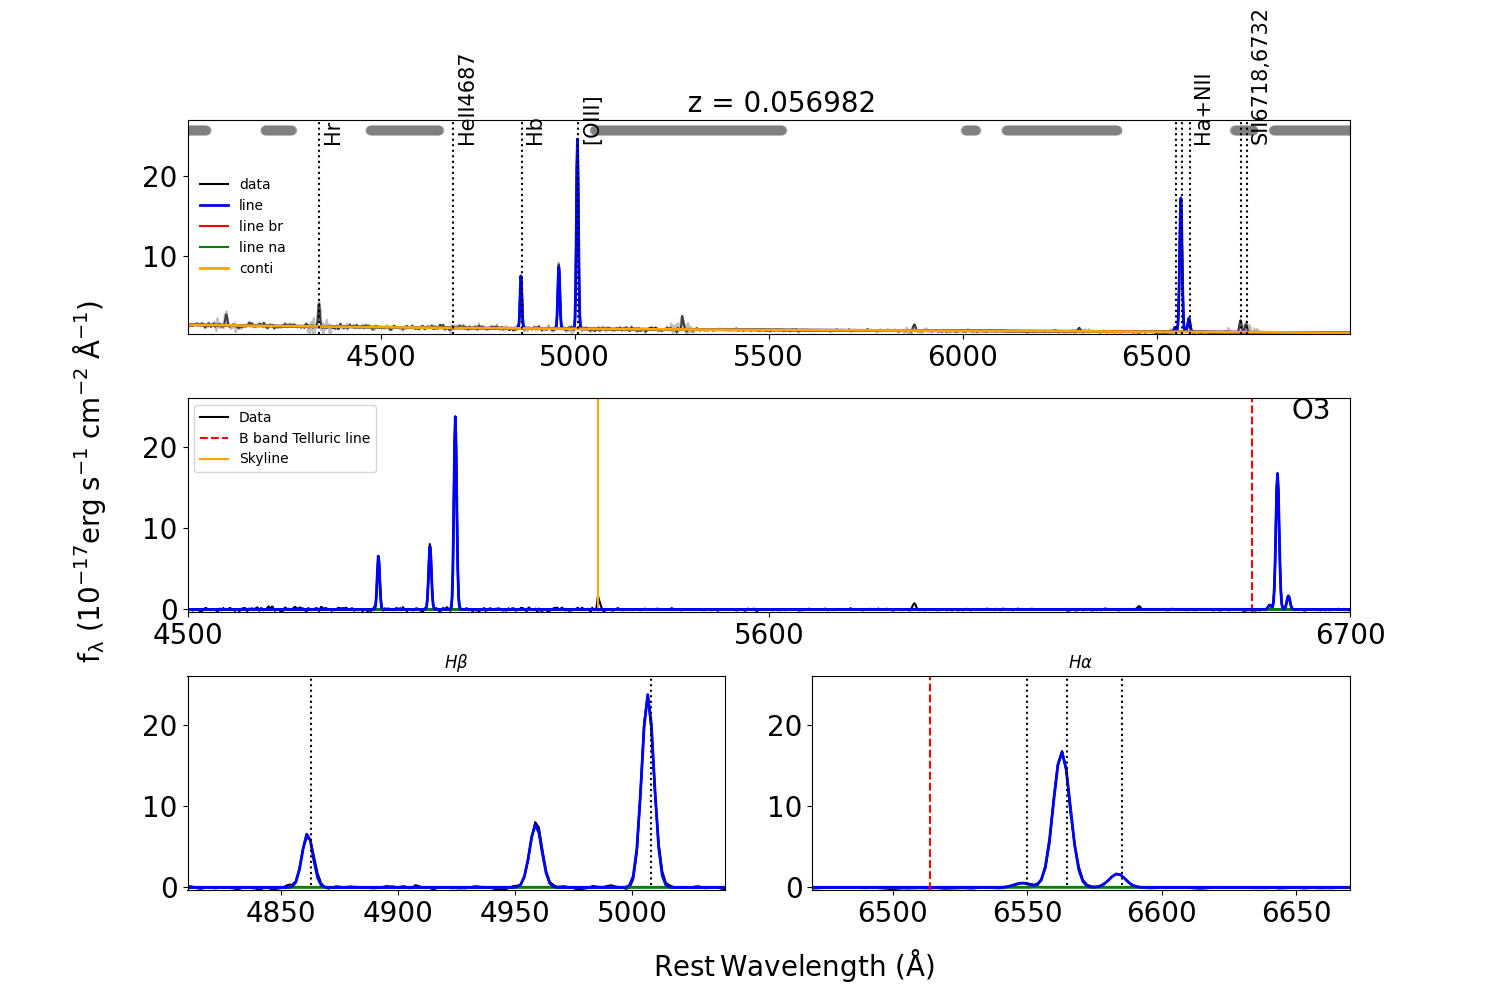 z = 0.056982
Hr
HeII4687
Hb
[OIII]
Ha+NII
SII6718,6732
20
10
data
line
line br
line na
conti
4500 5000 5500 6000 6500
fλ (10⁻¹⁷erg s⁻¹ cm⁻² Å⁻¹)
O3
20
10
0
Data
B band Telluric line
Skyline
4500 5600 6700
Hβ
20
10
0
4850 4900 4950 5000
Hα
20
10
0
6500 6550 6600 6650
Rest Wavelength (Å)